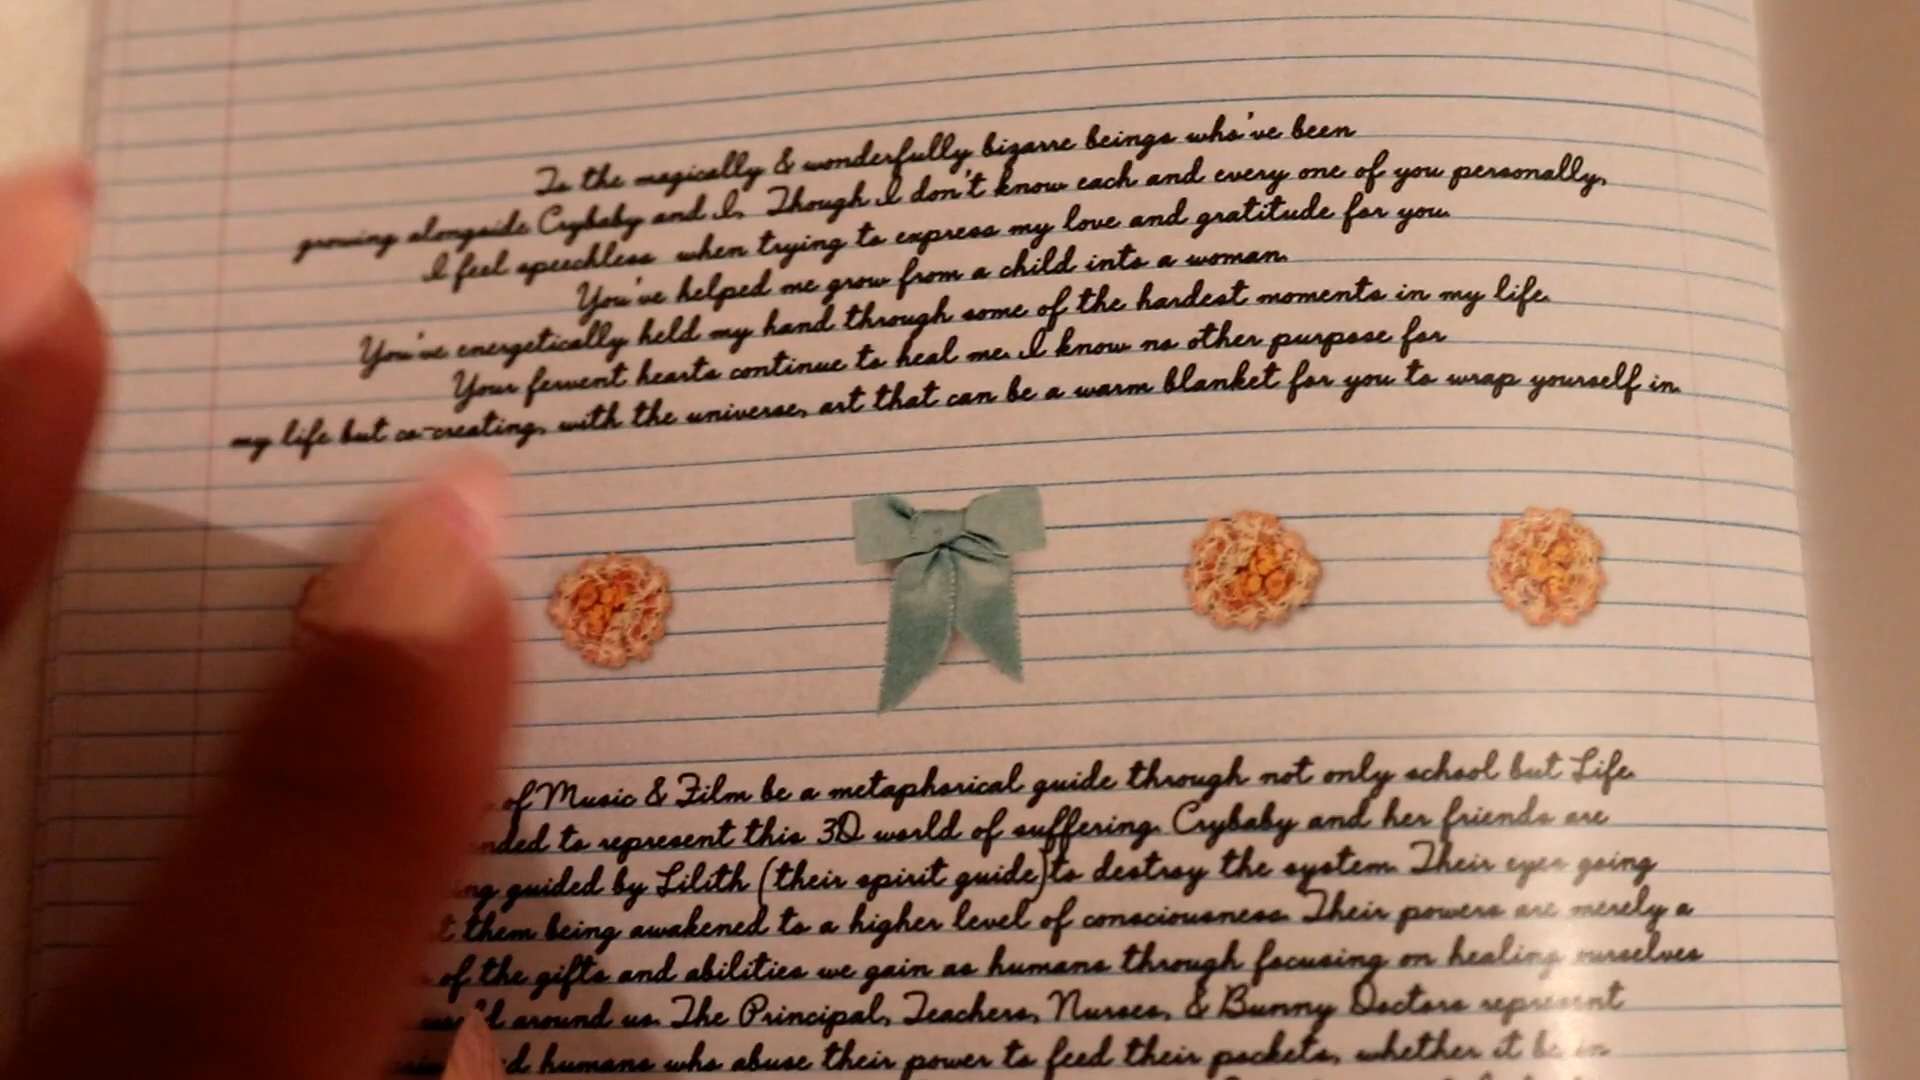 To the magically & wonderfully bizarre beings who've been
growing alongside Crybaby and I. Though I don't know each and every one of you personally,
I feel speechless when trying to express my love and gratitude for you.
You've helped me grow from a child into a woman.
You've energetically held my hand through some of the hardest moments in my life.
Your fervent hearts continue to heal me. I know no other purpose for
my life but co-creating, with the universe, art that can be a warm blanket for you to wrap yourself in.
of Music & Film be a metaphorical guide through not only school but Life.
to represent this 3D world of suffering. Crybaby and her friends are
guided by Lilith (their spirit guide) to destroy the system. Their eyes going
them being awakened to a higher level of consciousness. Their powers are merely a
of the gifts and abilities we gain as humans through focusing on healing ourselves
around us. The Principal, Teachers, Nurses, & Bunny Doctors represent
humans who abuse their power to feed their pockets, whether it be in